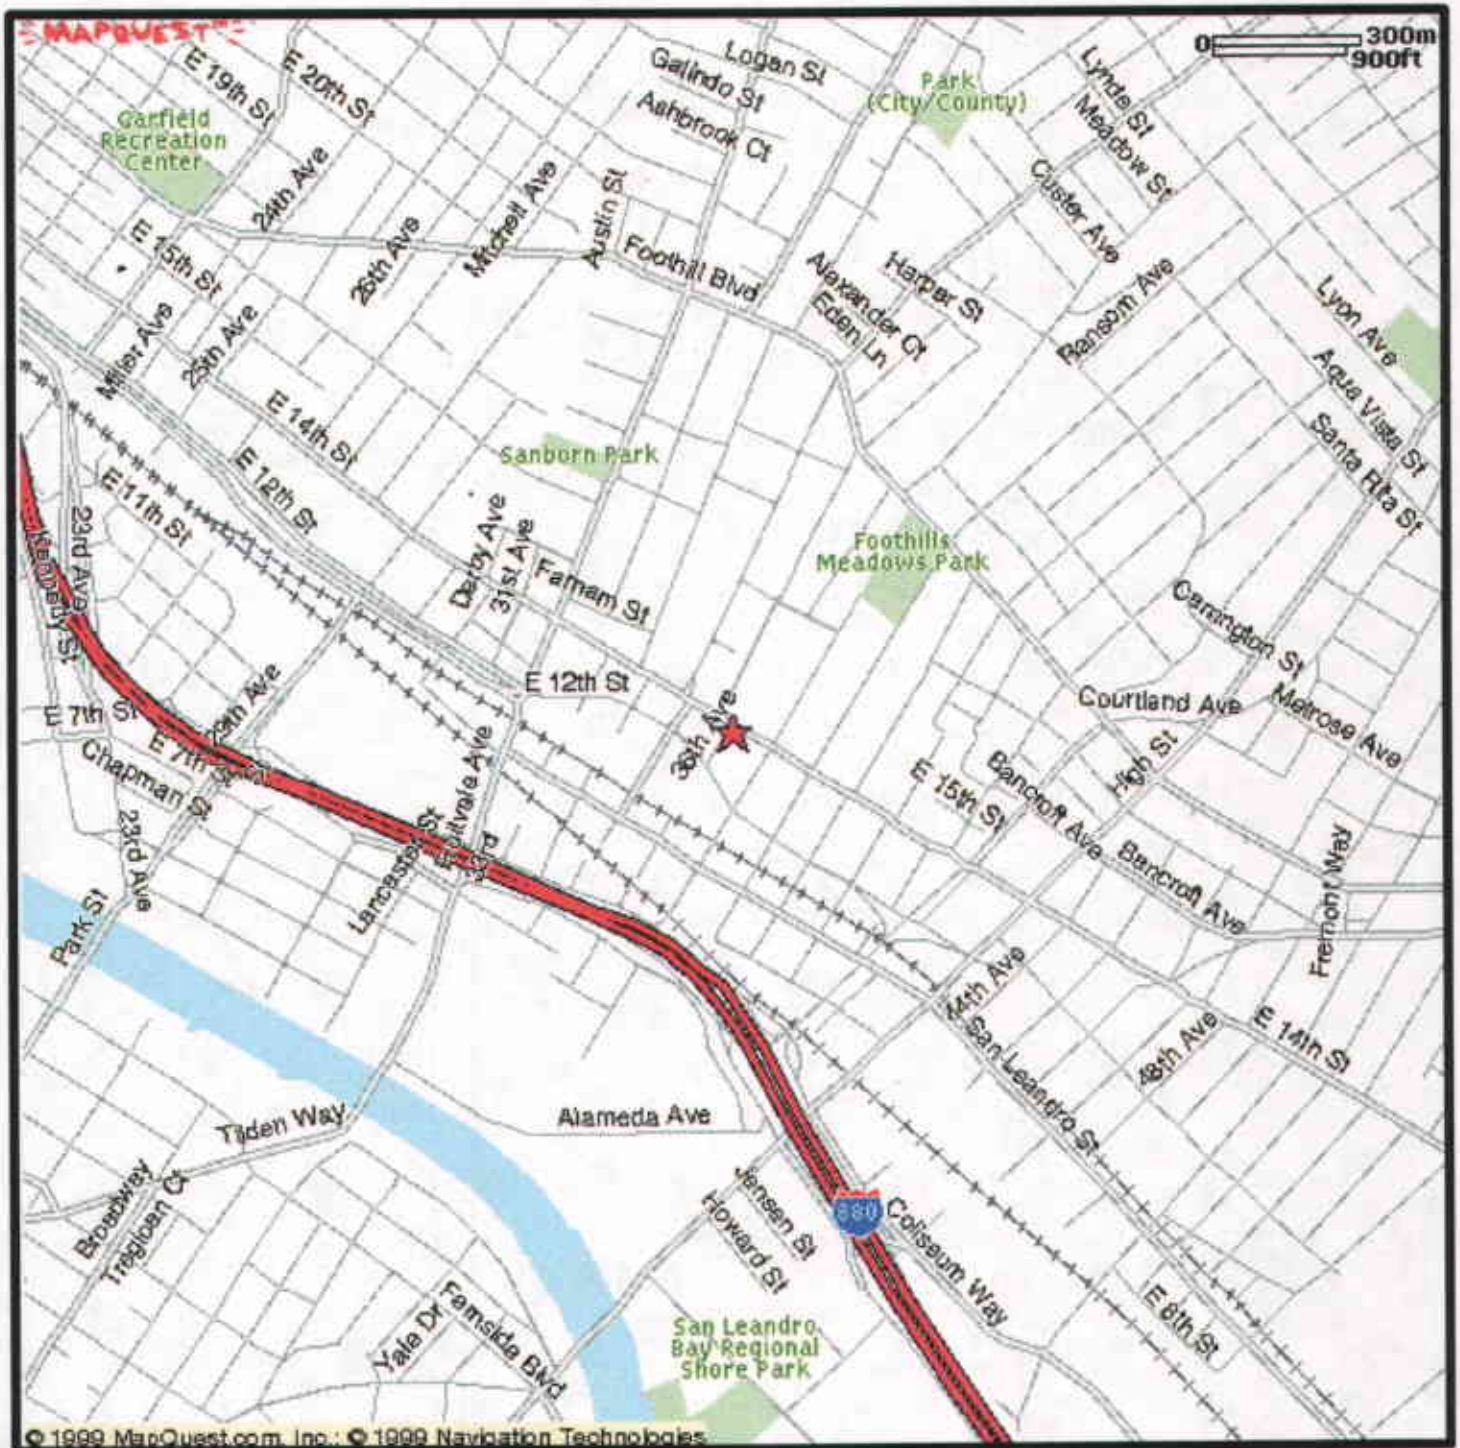 MAPQUEST
0 300m
900ft
Logan St
Galindo St
Ashbrook Ct
E 19th St
E 20th St
Park
(City/County)
Lynde St
Meadow St
Garfield
Recreation
Center
24th Ave
Mitchell Ave
Austin St
Custer Ave
E 15th St
26th Ave
Foothill Blvd
Alexander Ct
Eden Ln
Harper St
Ransom Ave
Lyon Ave
Miller Ave
25th Ave
Aqua Vista St
Santa Rita St
E 14th St
Sanborn Park
E 12th St
E 11th St
23rd Ave
Kennedy St
Derby Ave
31st Ave
Farnam St
Foothills
Meadows Park
Carrington St
E 12th St
Courtland Ave
Melrose Ave
29th Ave
E 7th St
E 7th St
Chapman St
Fruitvale Ave
High St
E 15th St
Bancroft Ave
Bancroft Ave
Fremont Way
23rd Ave
Lancaster St
Park St
44th Ave
48th Ave
E 14th St
San Leandro St
Alameda Ave
Tilden Way
Broadway
Tregloan Ct
Jensen St
Howard St
880
Coliseum Way
E 8th St
Yale Dr
Fernside Blvd
San Leandro
Bay Regional
Shore Park
© 1999 MapQuest.com, Inc.; © 1999 Navigation Technologies